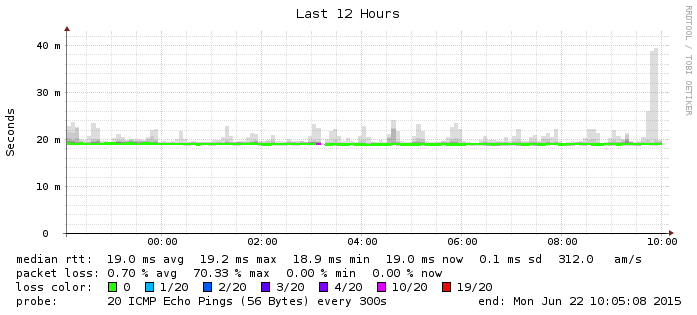 Last 12 Hours
RRDTOOL / TOBI OETIKER
Seconds
40 m
30 m
20 m
10 m
0
00:00 02:00 04:00 06:00 08:00 10:00
median rtt: 19.0 ms avg 19.2 ms max 18.9 ms min 19.0 ms now 0.1 ms sd 312.0 am/s
packet loss: 0.70 % avg 70.33 % max 0.00 % min 0.00 % now
loss color: 0 1/20 2/20 3/20 4/20 10/20 19/20
probe: 20 ICMP Echo Pings (56 Bytes) every 300s end: Mon Jun 22 10:05:08 2015